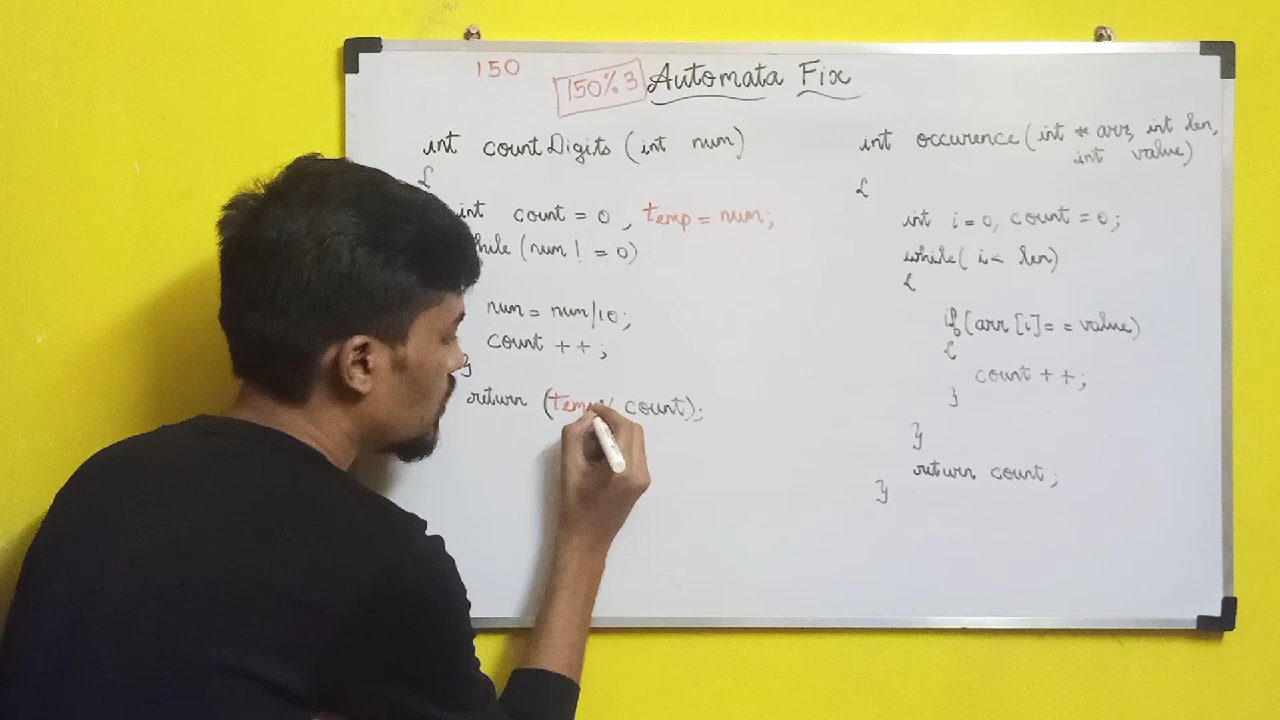 150
150%3 Automata Fix
int countDigits (int num)
{
int count = 0 , temp = num;
while (num ! = 0)
num = num/10;
count + + ;
}
return (temp count);
int occurence (int * arr, int len,
int value)
{
int i = 0, count = 0;
while( i < len)
{
if (arr [i] = = value)
{
count + + ;
}
}
return count ;
}